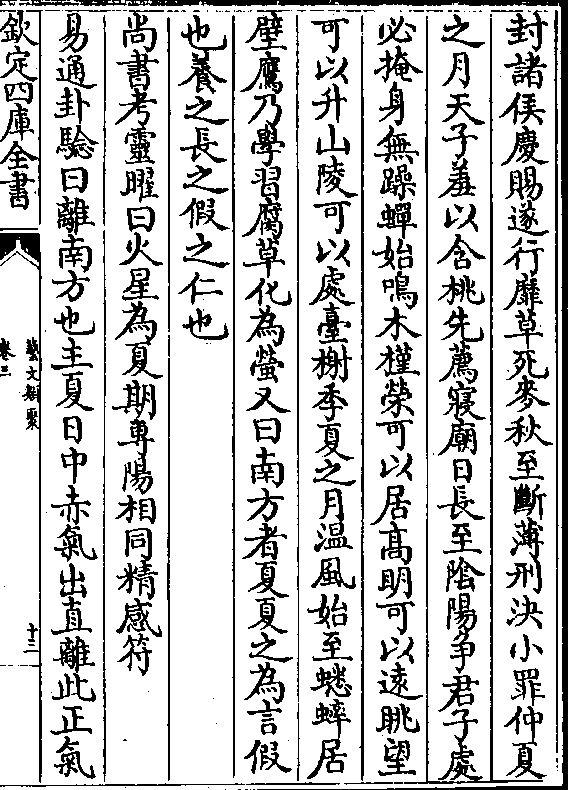 封諸侯慶賜遂行靡草死麥秋至斷薄刑決小罪仲夏
之月天子羞以含桃先薦寢廟日長至陰陽爭君子處
必掩身無躁蟬始鳴木槿榮可以居髙明可以逺眺望
可以升山陵可以處臺榭季夏之月温風始至蟋蟀居
壁鷹乃學習腐草化為螢又曰南方者夏夏之為言假
也養之長之假之仁也
尚書考靈曜曰火星為夏期專陽相同精感符
易通卦驗曰離南方也主夏日中赤氣出直離此正氣
欽定四庫全書
藝文類聚
卷三
十三